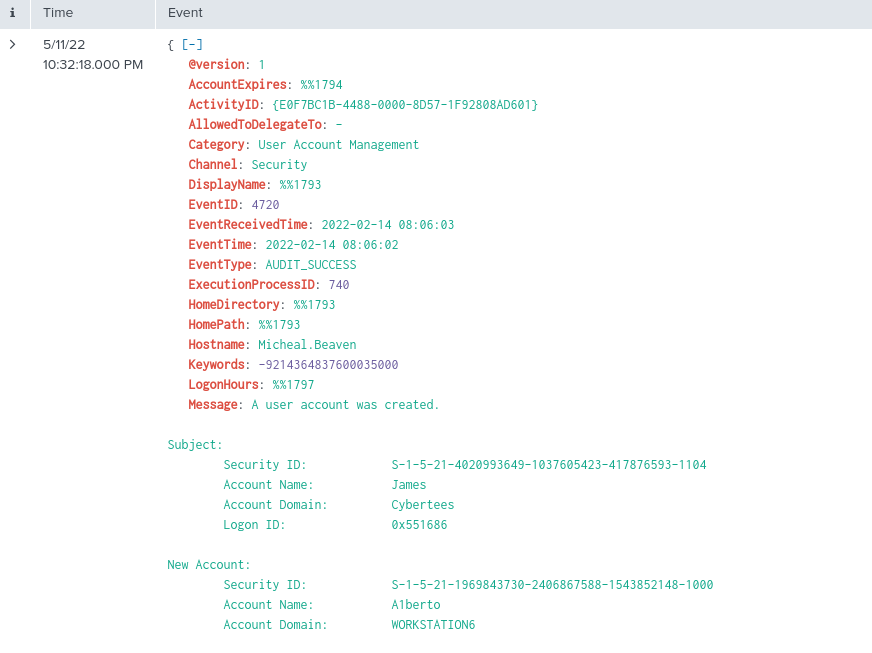 i Time Event
5/11/22
10:32:18.000 PM
{ [-]
@version: 1
AccountExpires: %%1794
ActivityID: {E0F7BC1B-4488-0000-8D57-1F92808AD601}
AllowedToDelegateTo: -
Category: User Account Management
Channel: Security
DisplayName: %%1793
EventID: 4720
EventReceivedTime: 2022-02-14 08:06:03
EventTime: 2022-02-14 08:06:02
EventType: AUDIT_SUCCESS
ExecutionProcessID: 740
HomeDirectory: %%1793
HomePath: %%1793
Hostname: Micheal.Beaven
Keywords: -9214364837600035000
LogonHours: %%1797
Message: A user account was created.
Subject:
Security ID: S-1-5-21-4020993649-1037605423-417876593-1104
Account Name: James
Account Domain: Cybertees
Logon ID: 0x551686
New Account:
Security ID: S-1-5-21-1969843730-2406867588-1543852148-1000
Account Name: A1berto
Account Domain: WORKSTATION6